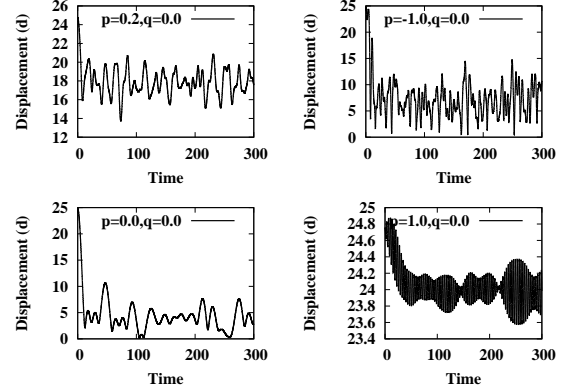 p=0.2,q=0.0
Displacement (d)
26
24
22
20
18
16
14
12
0 100 200 300
Time
p=-1.0,q=0.0
Displacement (d)
25
20
15
10
5
0
0 100 200 300
Time
p=0.0,q=0.0
Displacement (d)
25
20
15
10
5
0
0 100 200 300
Time
p=1.0,q=0.0
Displacement (d)
25
24.8
24.6
24.4
24.2
24
23.8
23.6
23.4
0 100 200 300
Time